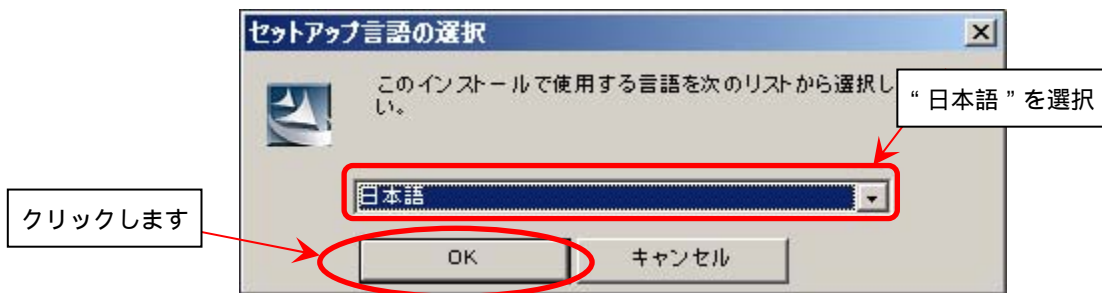 セットアップ言語の選択
このインストールで使用する言語を次のリストから選択し
い。
“日本語”を選択
日本語
クリックします
OK
キャンセル